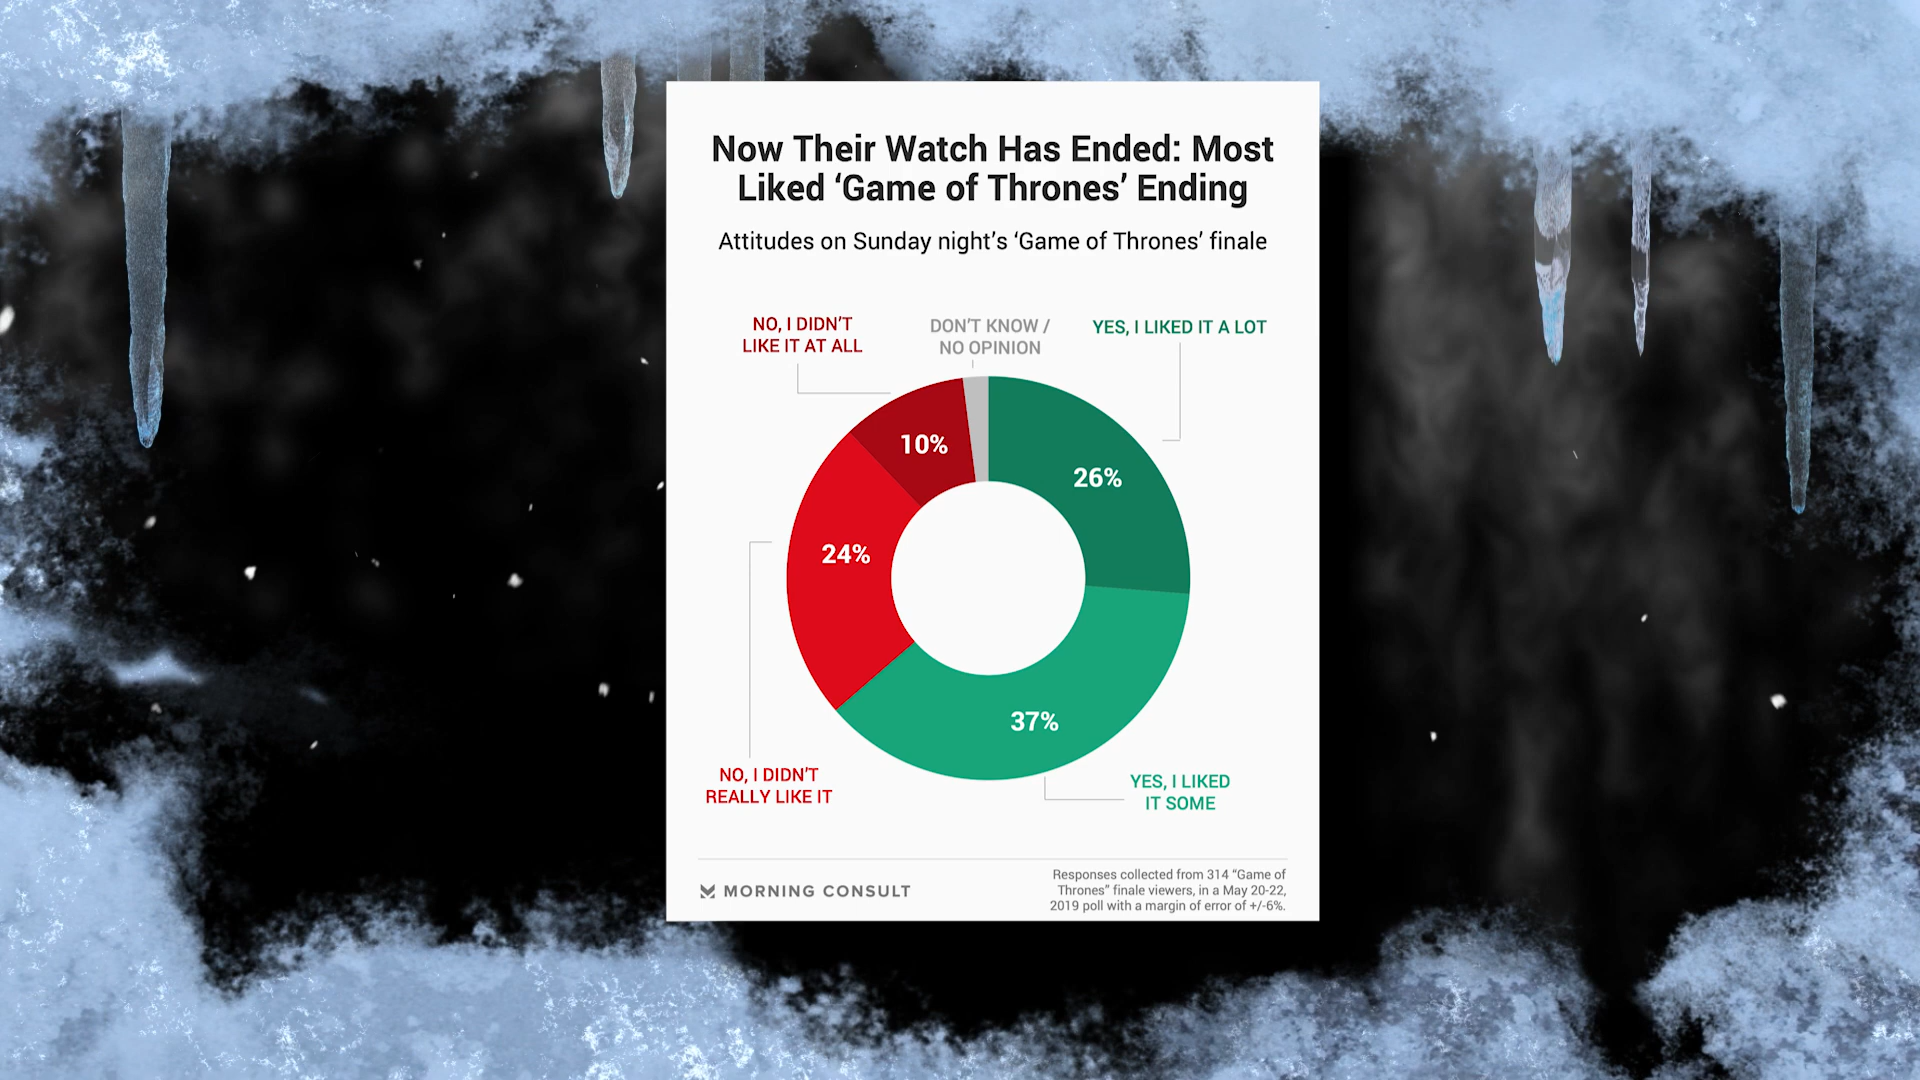 Now Their Watch Has Ended: Most
Liked ‘Game of Thrones’ Ending
Attitudes on Sunday night’s ‘Game of Thrones’ finale
NO, I DIDN’T
LIKE IT AT ALL
DON’T KNOW /
NO OPINION
YES, I LIKED IT A LOT
10%
26%
24%
37%
NO, I DIDN’T
REALLY LIKE IT
YES, I LIKED
IT SOME
MORNING CONSULT
Responses collected from 314 “Game of
Thrones” finale viewers, in a May 20-22,
2019 poll with a margin of error of +/-6%.